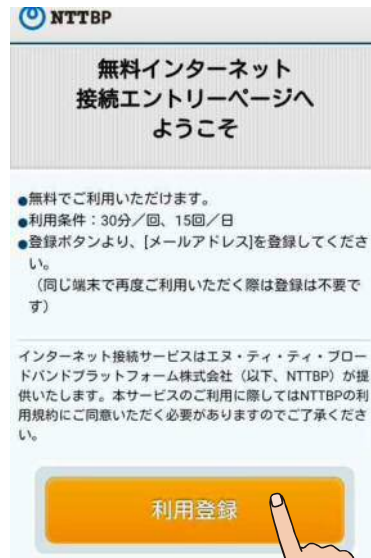 NTTBP
無料インターネット
接続エントリーページへ
ようこそ
●無料でご利用いただけます。
●利用条件：30分／回、15回／日
●登録ボタンより、[メールアドレス]を登録してくださ
い。
（同じ端末で再度ご利用いただく際は登録は不要で
す）
インターネット接続サービスはエヌ・ティ・ティ・ブロー
ドバンドプラットフォーム株式会社（以下、NTTBP）が提
供いたします。本サービスのご利用に際してはNTTBPの利
用規約にご同意いただく必要がありますのでご了承くださ
い。
利用登録